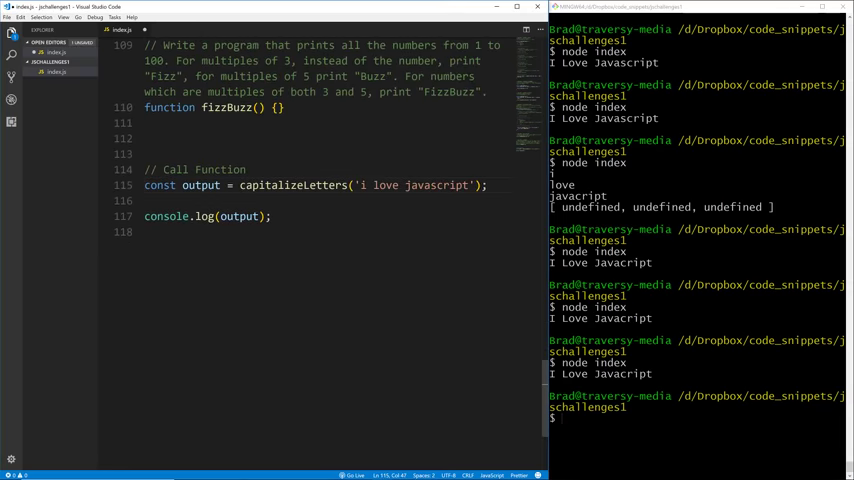 index.js - jschallenges1 - Visual Studio Code
File Edit Selection View Go Debug Tasks Help
EXPLORER
OPEN EDITORS 1 UNSAVED
index.js
JSCHALLENGES1
index.js
index.js
109 // Write a program that prints all the numbers from 1 to
100. For multiples of 3, instead of the number, print
"Fizz", for multiples of 5 print "Buzz". For numbers
which are multiples of both 3 and 5, print "FizzBuzz".
110 function fizzBuzz() {}
111
112
113
114 // Call Function
115 const output = capitalizeLetters('i love javascript');
116
117 console.log(output);
118
0 0
Go Live Ln 115, Col 47 Spaces: 2 UTF-8 CRLF JavaScript Prettier
MINGW64:/d/Dropbox/code_snippets/jschallenges1
Brad@traversy-media /d/Dropbox/code_snippets/j
schallenges1
$ node index
I Love Javascript
Brad@traversy-media /d/Dropbox/code_snippets/j
schallenges1
$ node index
I Love Javascript
Brad@traversy-media /d/Dropbox/code_snippets/j
schallenges1
$ node index
i
love
javacript
[ undefined, undefined, undefined ]
Brad@traversy-media /d/Dropbox/code_snippets/j
schallenges1
$ node index
I Love Javacript
Brad@traversy-media /d/Dropbox/code_snippets/j
schallenges1
$ node index
I Love Javacript
Brad@traversy-media /d/Dropbox/code_snippets/j
schallenges1
$ node index
I Love Javacript
Brad@traversy-media /d/Dropbox/code_snippets/j
schallenges1
$